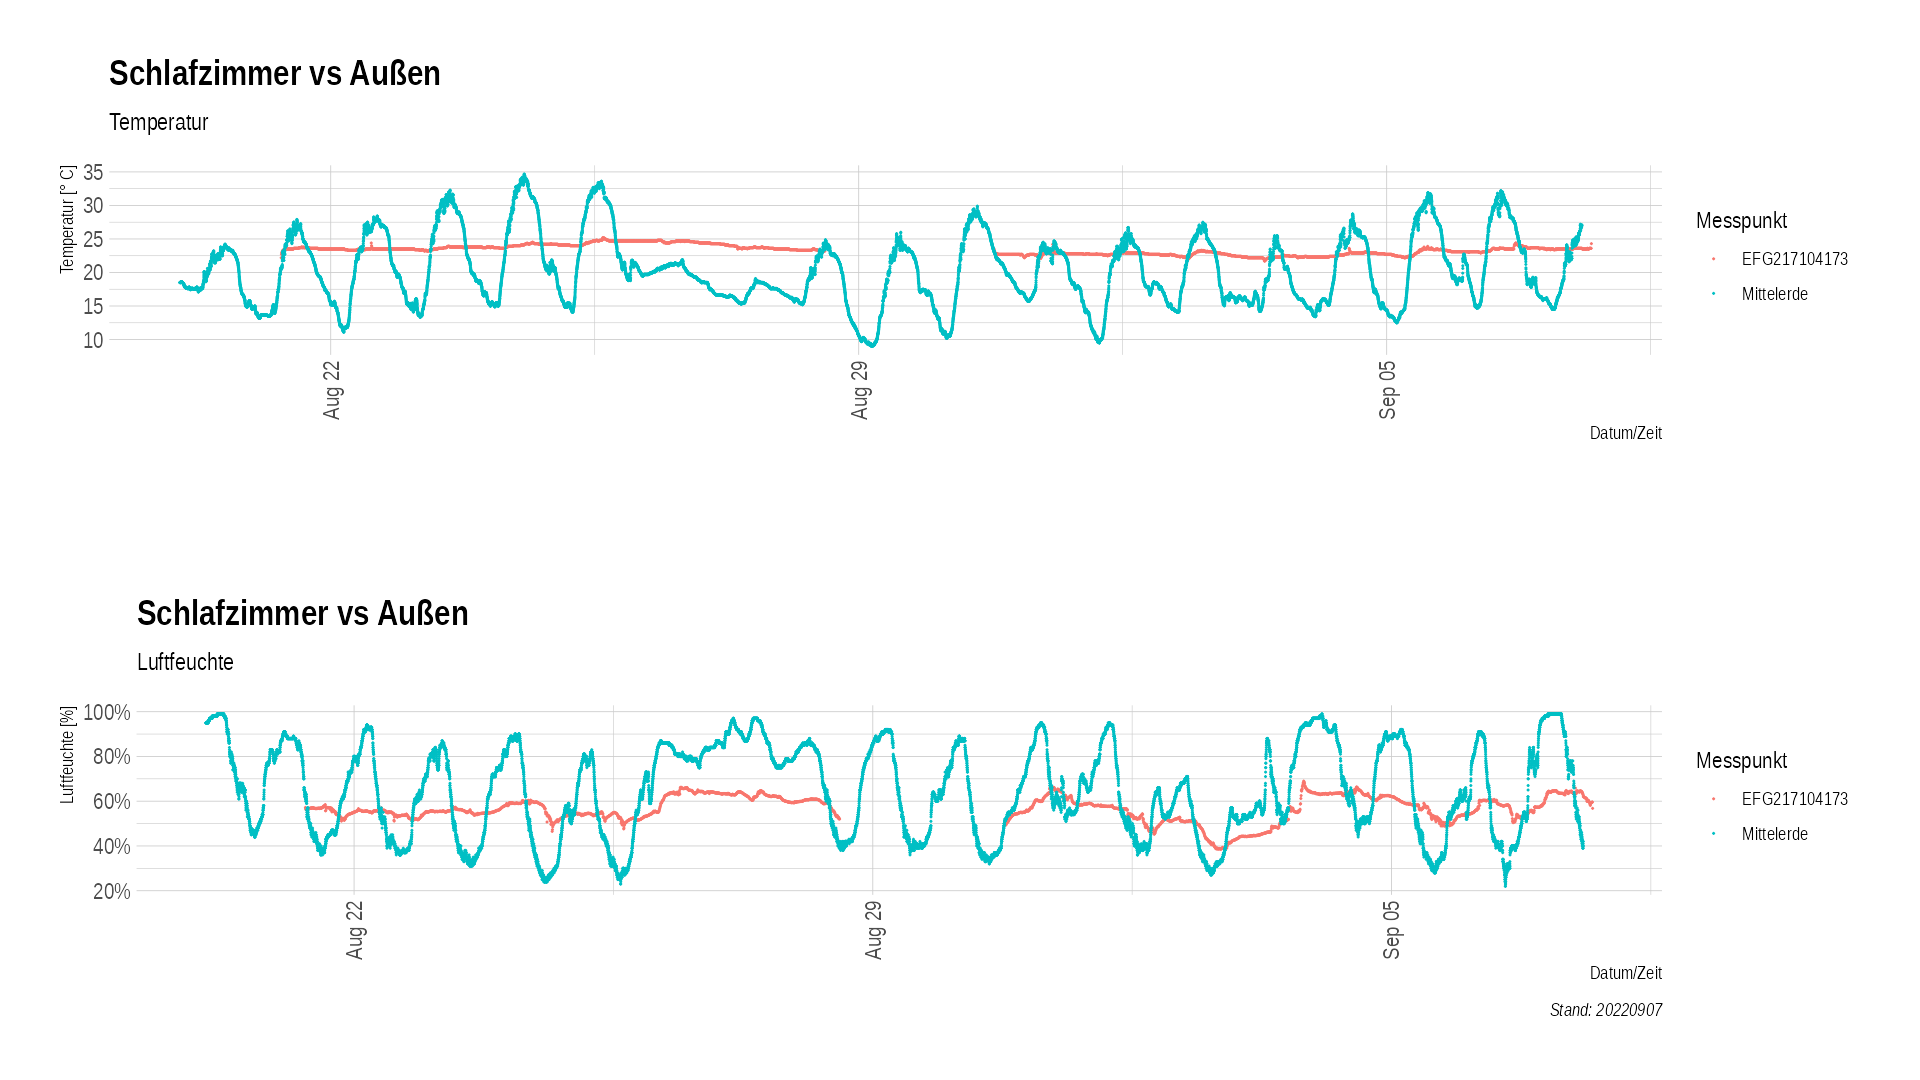 Schlafzimmer vs Außen
Temperatur
Temperatur [° C]
35
30
25
20
15
10
Aug 22
Aug 29
Sep 05
Datum/Zeit
Messpunkt
EFG217104173
Mittelerde
Schlafzimmer vs Außen
Luftfeuchte
Luftfeuchte [%]
100%
80%
60%
40%
20%
Aug 22
Aug 29
Sep 05
Datum/Zeit
Messpunkt
EFG217104173
Mittelerde
Stand: 20220907